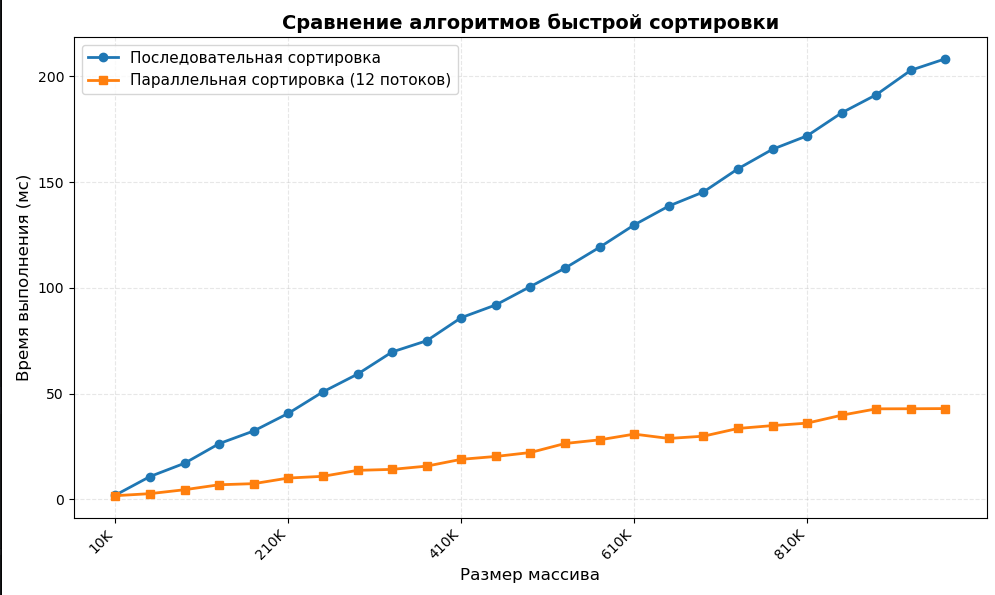 Сравнение алгоритмов быстрой сортировки
Последовательная сортировка
Параллельная сортировка (12 потоков)
Время выполнения (мс)
200
150
100
50
0
10K
210K
410K
610K
810K
Размер массива